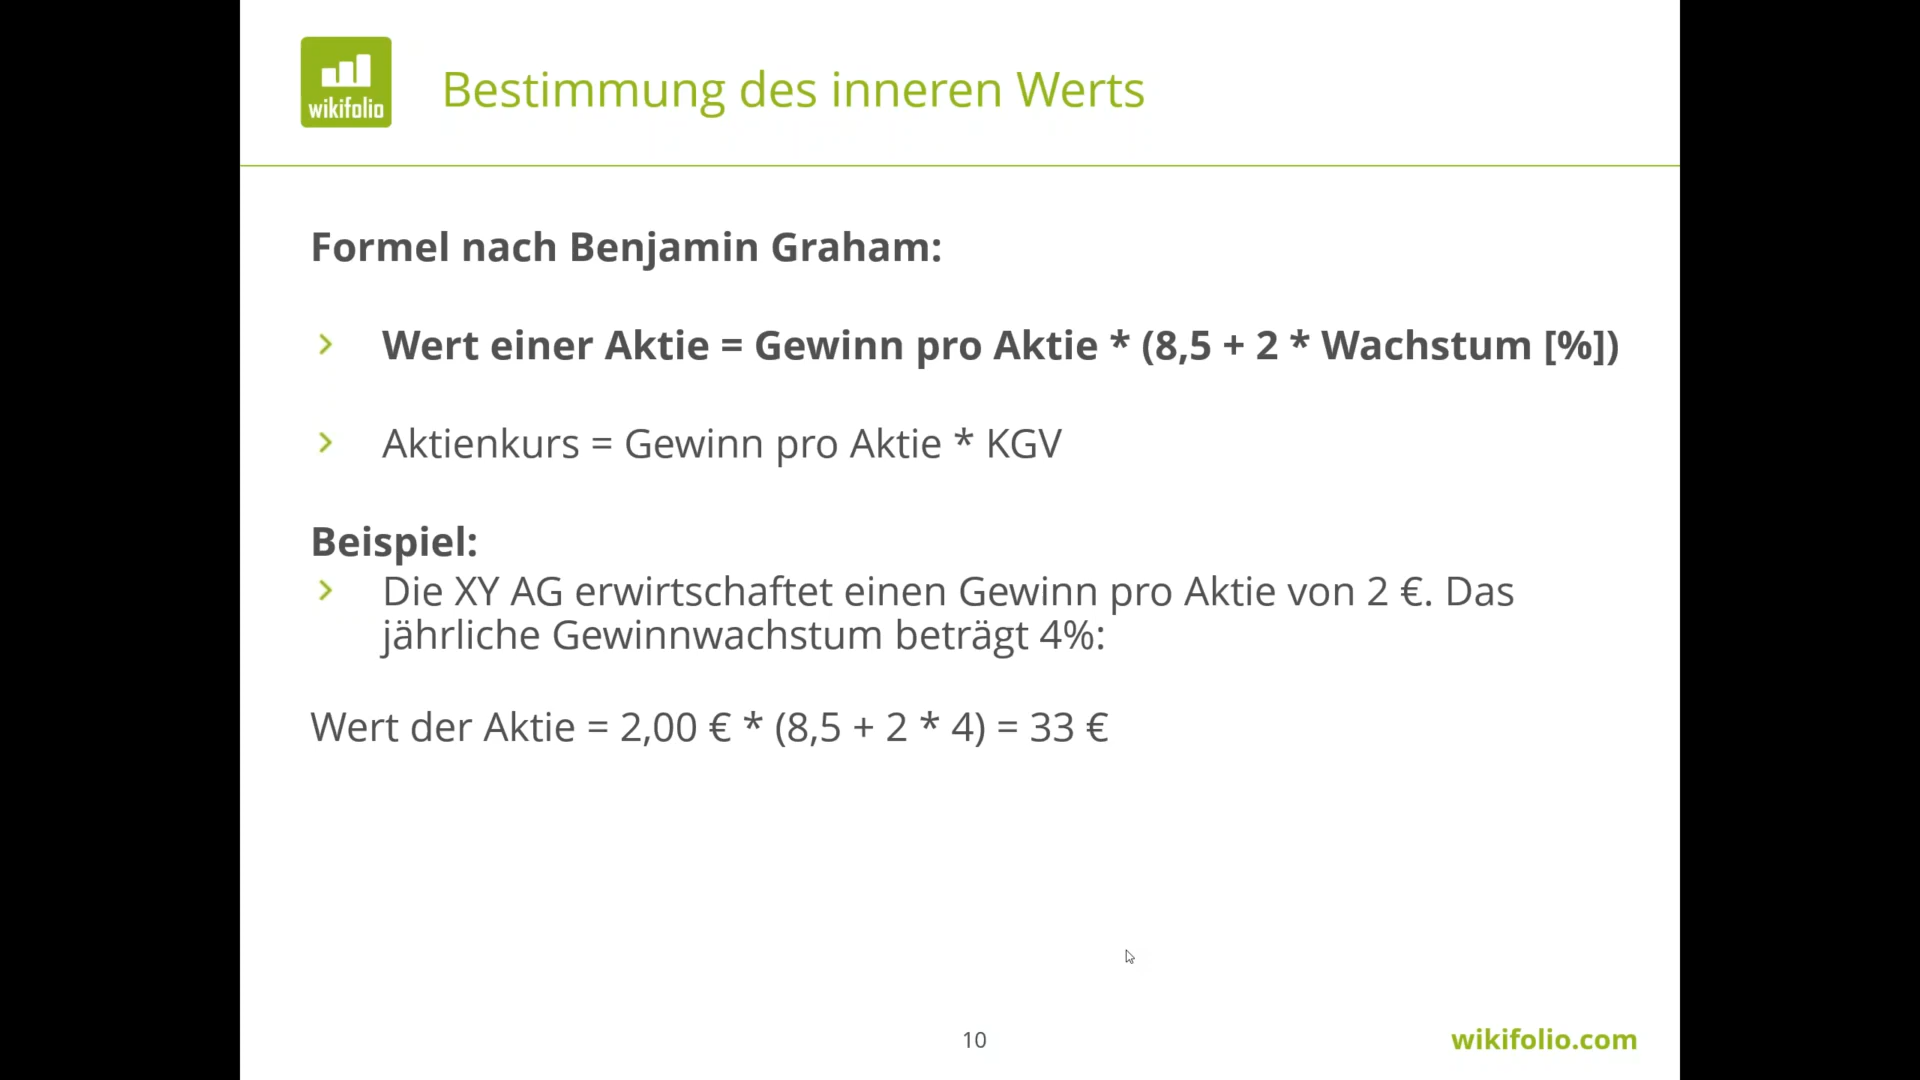 wikifolio
Bestimmung des inneren Werts
Formel nach Benjamin Graham:
Wert einer Aktie = Gewinn pro Aktie * (8,5 + 2 * Wachstum [%])
Aktienkurs = Gewinn pro Aktie * KGV
Beispiel:
Die XY AG erwirtschaftet einen Gewinn pro Aktie von 2 €. Das
jährliche Gewinnwachstum beträgt 4%:
Wert der Aktie = 2,00 € * (8,5 + 2 * 4) = 33 €
10
wikifolio.com